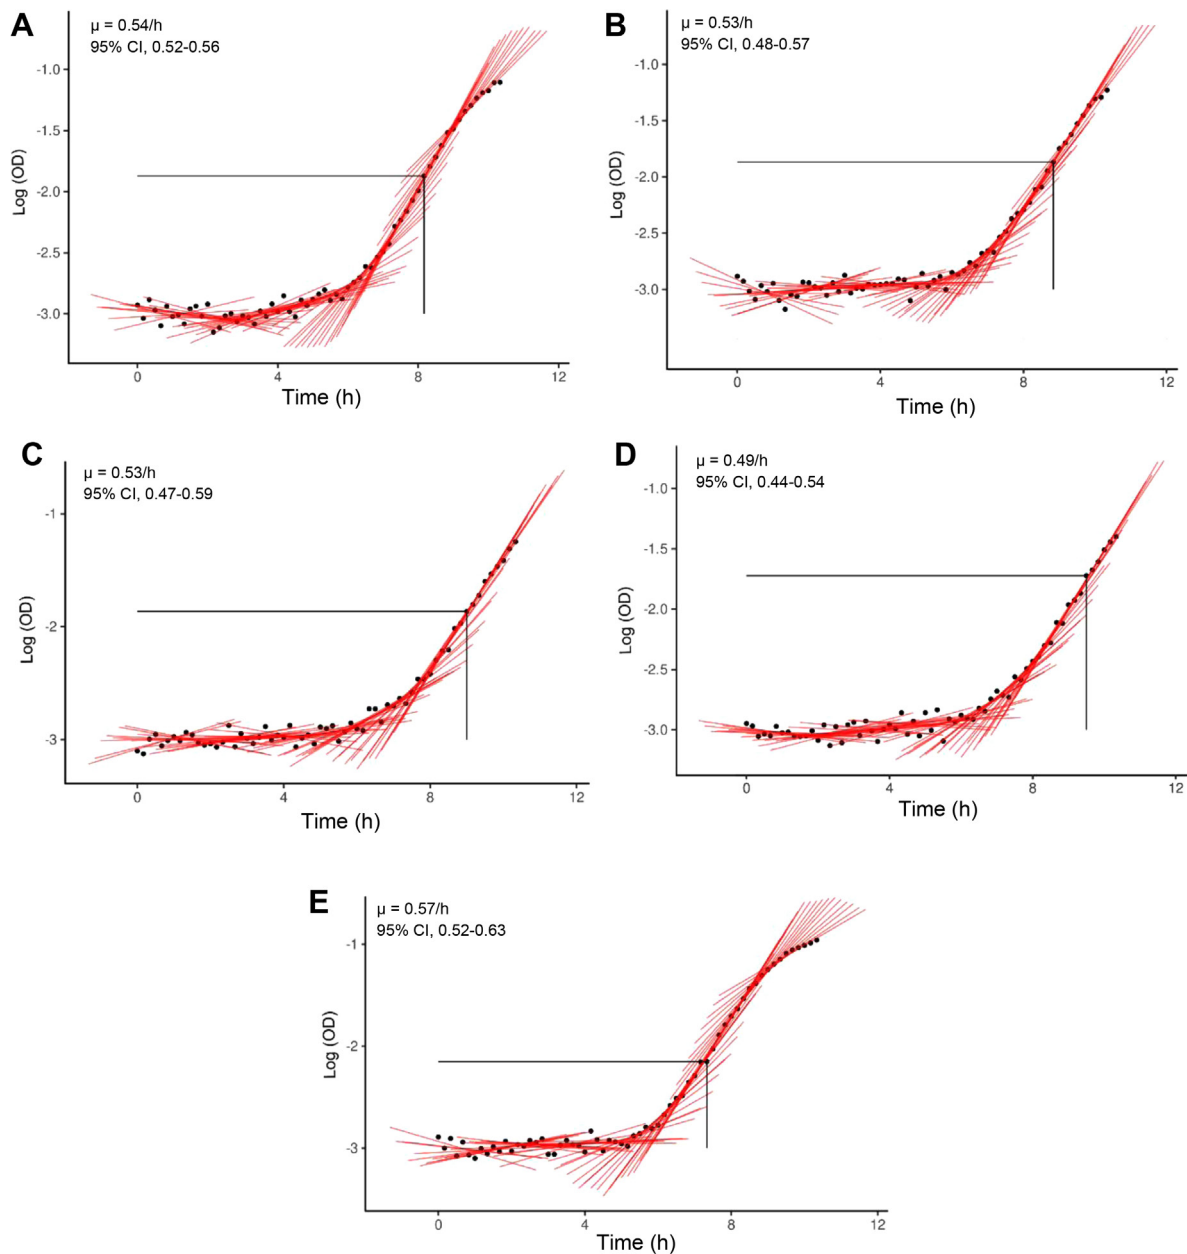 A
μ = 0.54/h
95% CI, 0.52-0.56
-1.0
-1.5
-2.0
-2.5
-3.0
Log (OD)
0 4 8 12
Time (h)
B
μ = 0.53/h
95% CI, 0.48-0.57
-1.0
-1.5
-2.0
-2.5
-3.0
Log (OD)
0 4 8 12
Time (h)
C
μ = 0.53/h
95% CI, 0.47-0.59
-1
-2
-3
Log (OD)
0 4 8 12
Time (h)
D
μ = 0.49/h
95% CI, 0.44-0.54
-1.0
-1.5
-2.0
-2.5
-3.0
Log (OD)
0 4 8 12
Time (h)
E
μ = 0.57/h
95% CI, 0.52-0.63
-1
-2
-3
Log (OD)
0 4 8 12
Time (h)